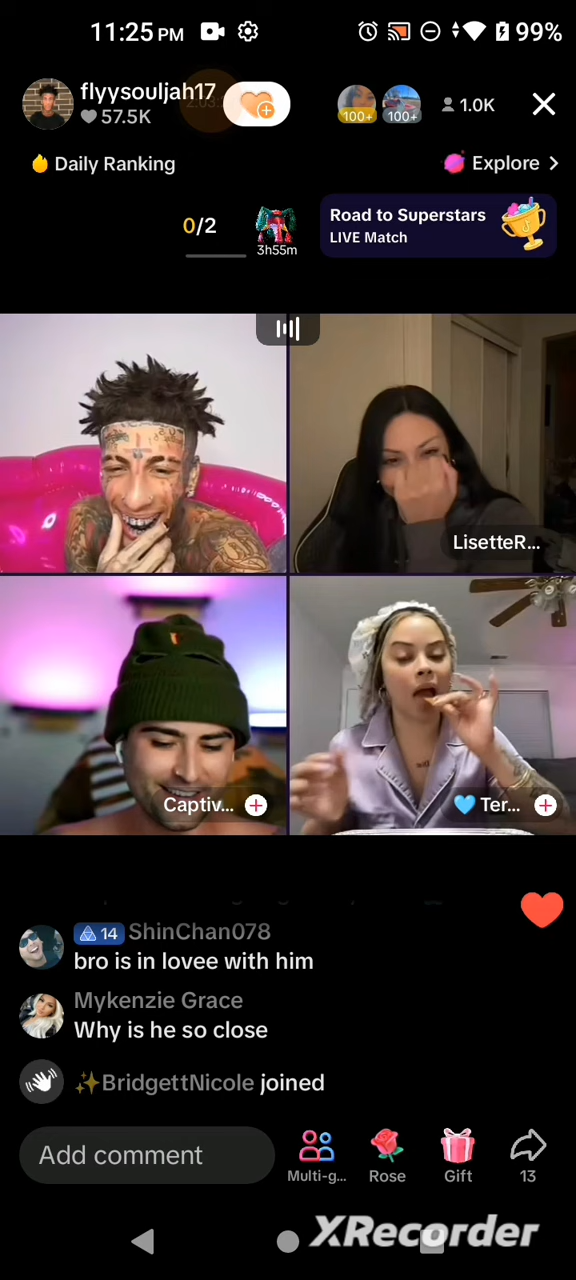 11:25 PM
99%
flyysouljah17
57.5K
100+
100+
1.0K
Daily Ranking
Explore >
0/2
3h55m
Road to Superstars
LIVE Match
LisetteR...
Captiv...
Ter...
14 ShinChan078
bro is in lovee with him
Mykenzie Grace
Why is he so close
✨BridgettNicole joined
Add comment
Multi-g...
Rose
Gift
13
XRecorder